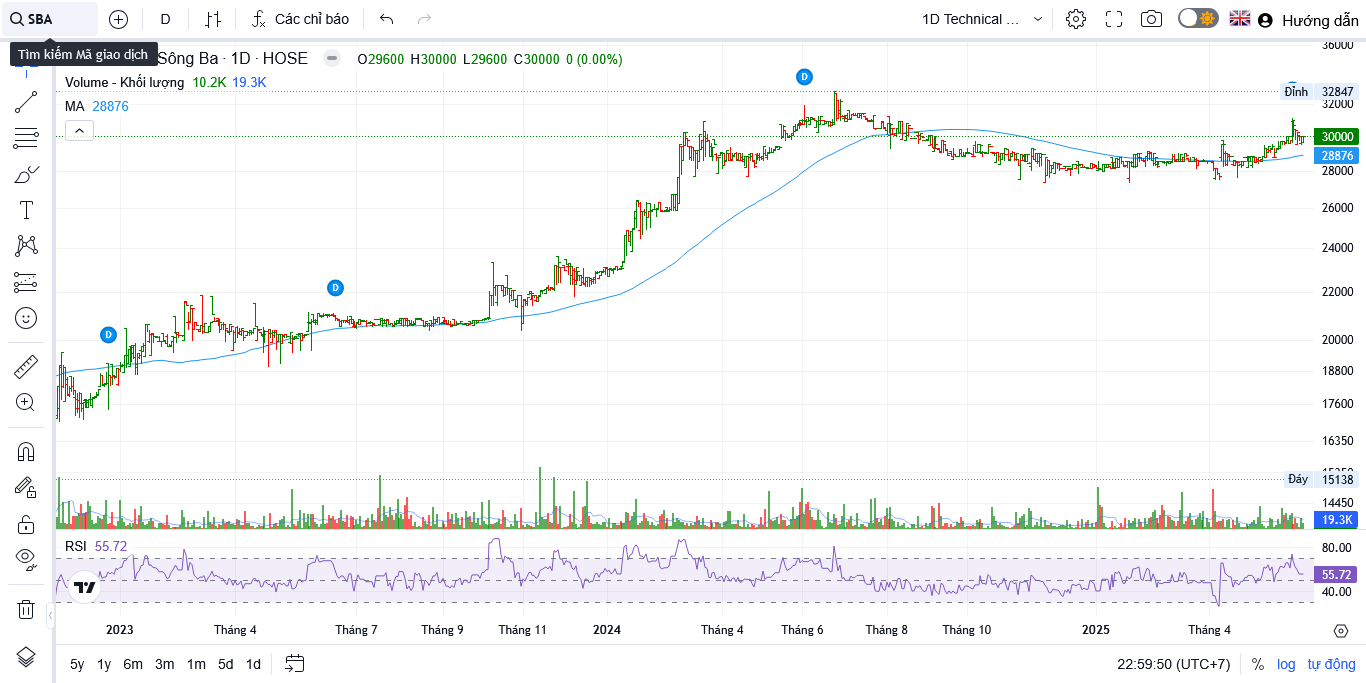 SBA D Các chỉ báo 1D Technical ... Hướng dẫn
Tìm kiếm Mã giao dịch
Sông Ba · 1D · HOSE O29600 H30000 L29600 C30000 0 (0.00%)
Volume - Khối lượng 10.2K 19.3K
MA 28876
D
D
D
36000
Đỉnh 32847
32000
30000
28876
28000
26000
24000
22000
20000
18800
17600
16350
Đáy 15138
14450
19.3K
RSI 55.72
80.00
55.72
40.00
2023 Tháng 4 Tháng 7 Tháng 9 Tháng 11 2024 Tháng 4 Tháng 6 Tháng 8 Tháng 10 2025 Tháng 4
5y 1y 6m 3m 1m 5d 1d 22:59:50 (UTC+7) % log tự động